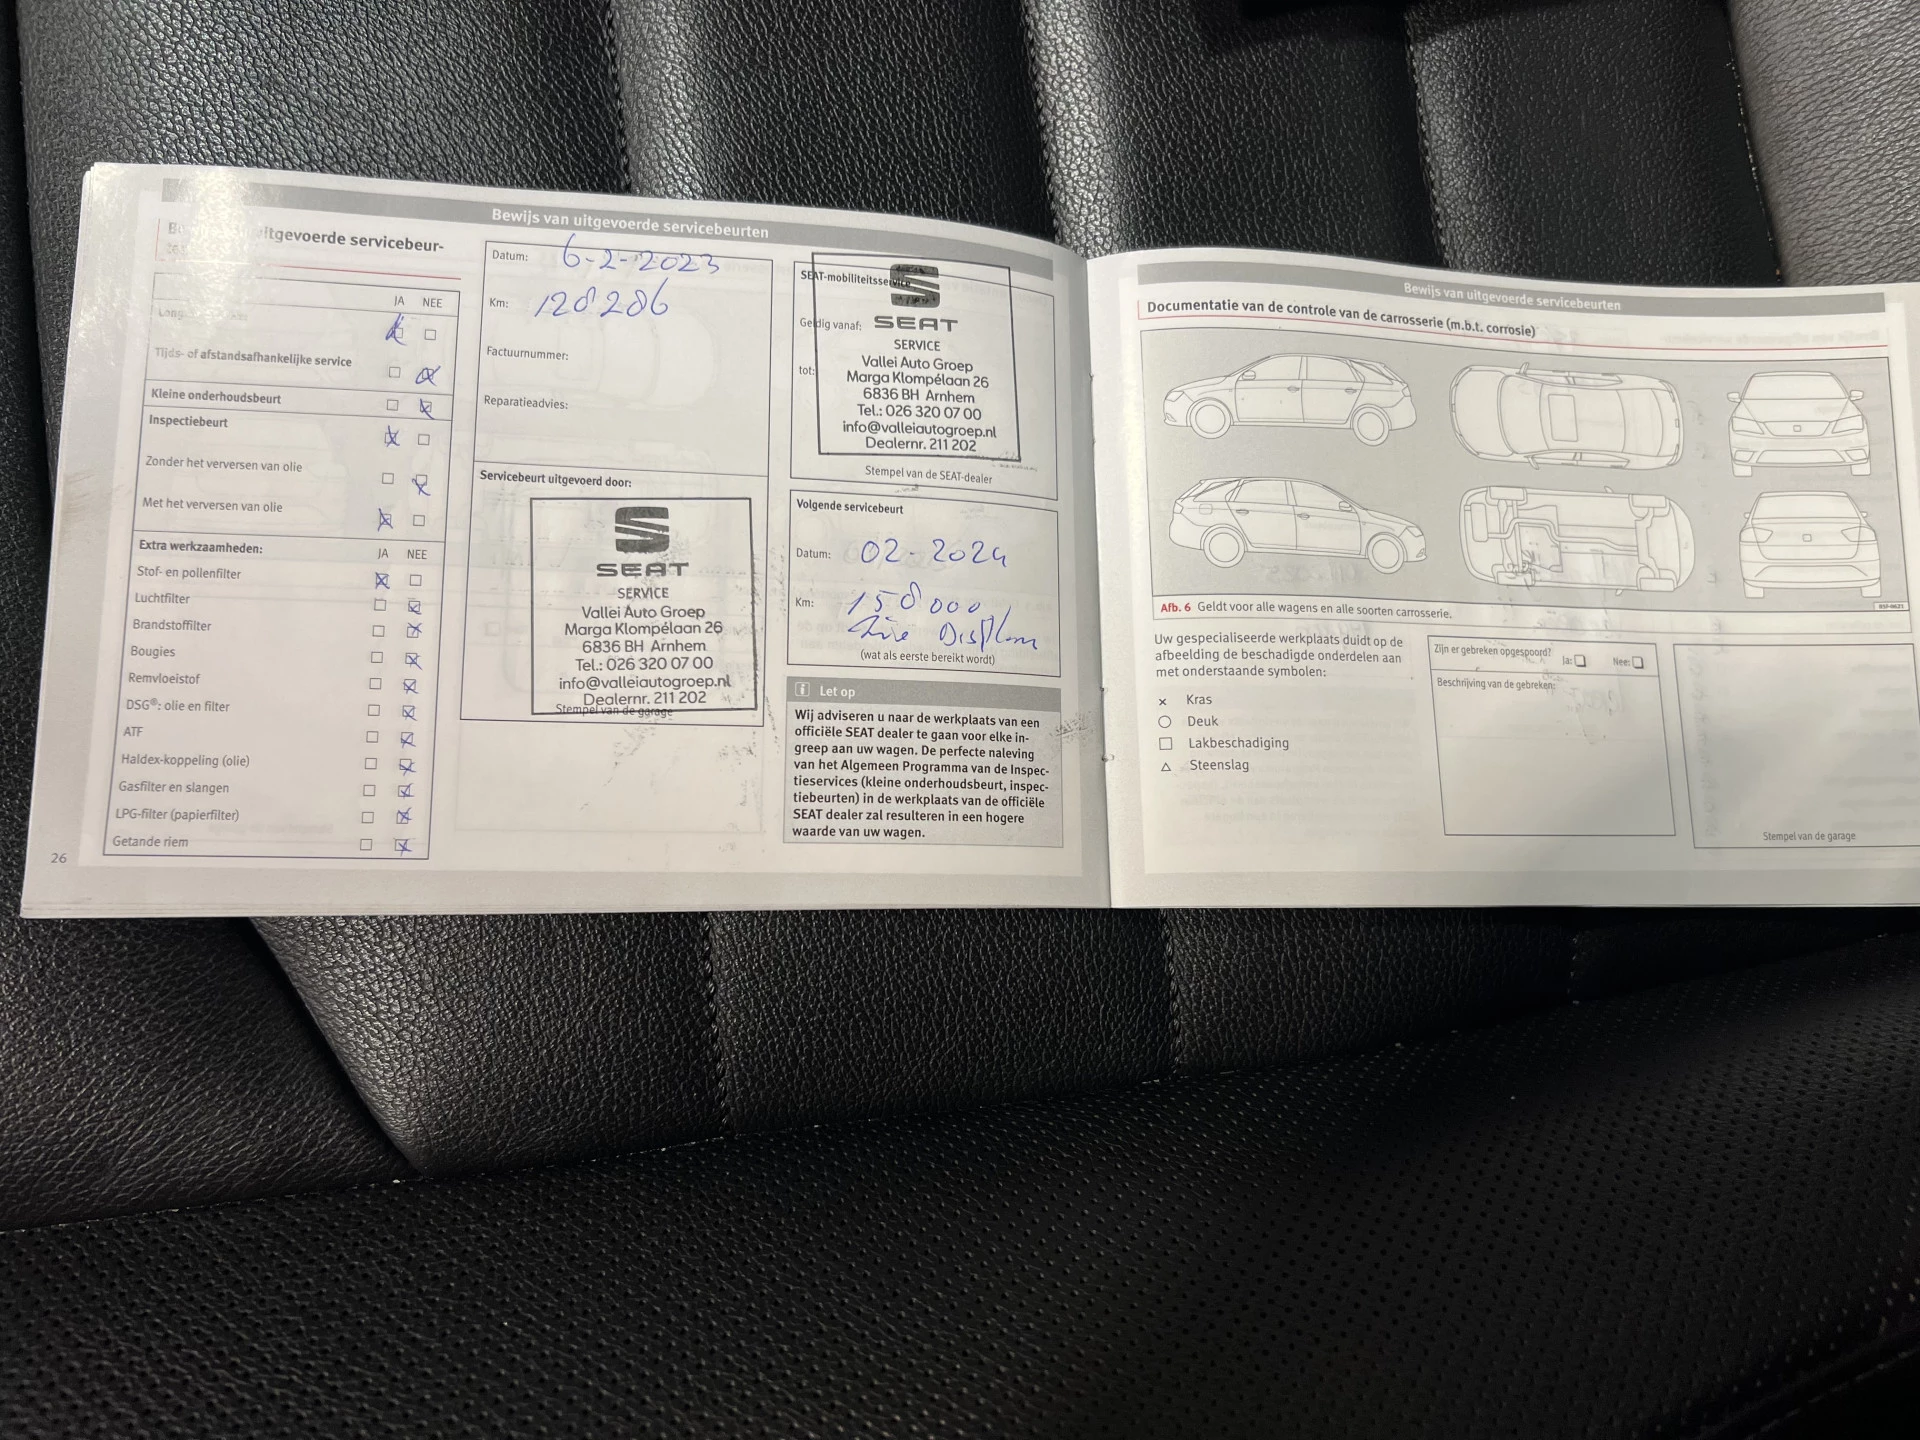 Bewijs van uitgevoerde servicebeurten
uitgevoerde servicebeur-
JA NEE
Long
Tijds- of afstandsafhankelijke service
Kleine onderhoudsbeurt
Inspectiebeurt
Zonder het verversen van olie
Met het verversen van olie
Extra werkzaamheden: JA NEE
Stof- en pollenfilter
Luchtfilter
Brandstoffilter
Bougies
Remvloeistof
DSG®: olie en filter
ATF
Haldex-koppeling (olie)
Gasfilter en slangen
LPG-filter (papierfilter)
Getande riem
26
Datum: 6-2-2023
Km: 128286
Factuurnummer:
Reparatieadvies:
Servicebeurt uitgevoerd door:
SEAT
SERVICE
Vallei Auto Groep
Marga Klompélaan 26
6836 BH Arnhem
Tel.: 026 320 07 00
info@valleiautogroep.nl
Dealernr. 211 202
Stempel van de garage
SEAT-mobiliteitsservice
Geldig vanaf:
tot:
SEAT
SERVICE
Vallei Auto Groep
Marga Klompélaan 26
6836 BH Arnhem
Tel.: 026 320 07 00
info@valleiautogroep.nl
Dealernr. 211 202
Stempel van de SEAT-dealer
Volgende servicebeurt
Datum: 02-2024
Km: 158000
(wat als eerste bereikt wordt)
i Let op
Wij adviseren u naar de werkplaats van een
officiële SEAT dealer te gaan voor elke in-
greep aan uw wagen. De perfecte naleving
van het Algemeen Programma van de Inspec-
tieservices (kleine onderhoudsbeurt, inspec-
tiebeurten) in de werkplaats van de officiële
SEAT dealer zal resulteren in een hogere
waarde van uw wagen.
Bewijs van uitgevoerde servicebeurten
Documentatie van de controle van de carrosserie (m.b.t. corrosie)
Afb. 6 Geldt voor alle wagens en alle soorten carrosserie.
Uw gespecialiseerde werkplaats duidt op de
afbeelding de beschadigde onderdelen aan
met onderstaande symbolen:
Kras
Deuk
Lakbeschadiging
Steenslag
Zijn er gebreken opgespoord?
Ja: Nee:
Beschrijving van de gebreken:
Stempel van de garage